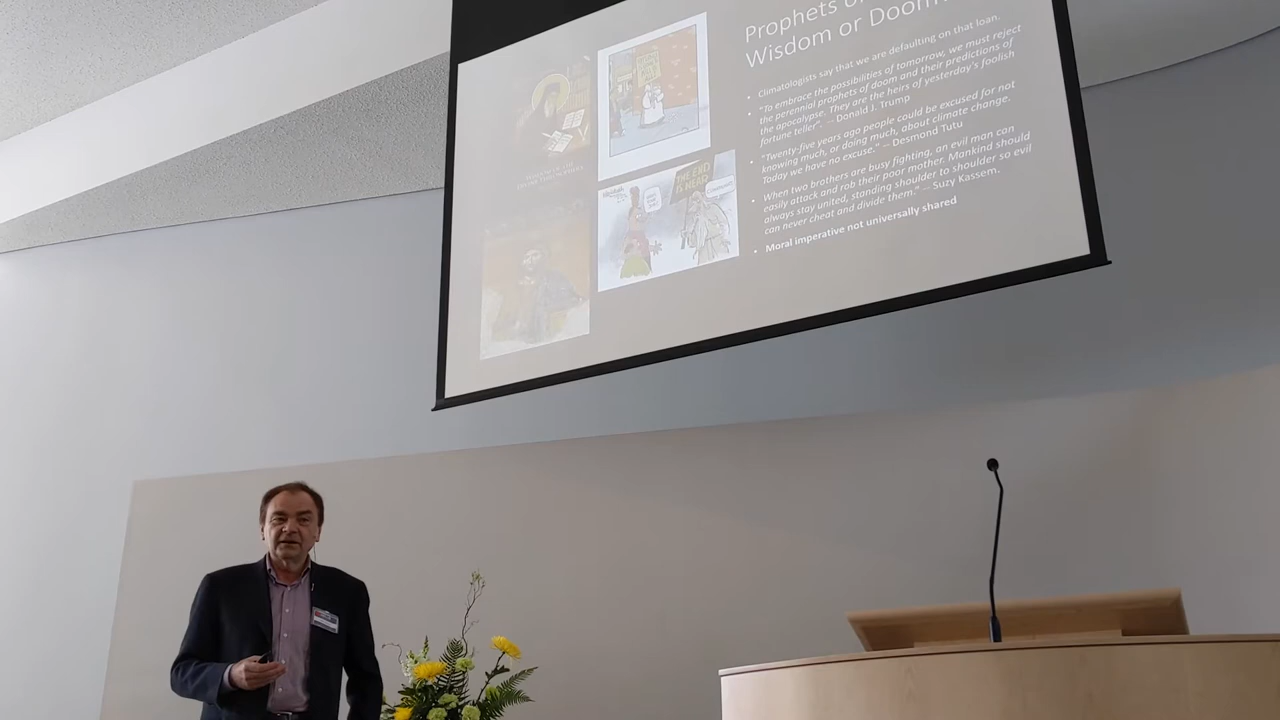 Prophets of
Wisdom or Doom
Climatologists say that we are defaulting on that loan.
• "To embrace the possibilities of tomorrow, we must reject
the perennial prophets of doom and their predictions of
the apocalypse. They are the heirs of yesterday's foolish
fortune teller". — Donald J. Trump
• "Twenty-five years ago people could be excused for not
knowing much, or doing much, about climate change.
Today we have no excuse." — Desmond Tutu
• When two brothers are busy fighting, an evil man can
easily attack and rob their poor mother. Mankind should
always stay united, standing shoulder to shoulder so evil
can never cheat and divide them." — Suzy Kassem.
• Moral imperative not universally shared
THE END
IS NEAR